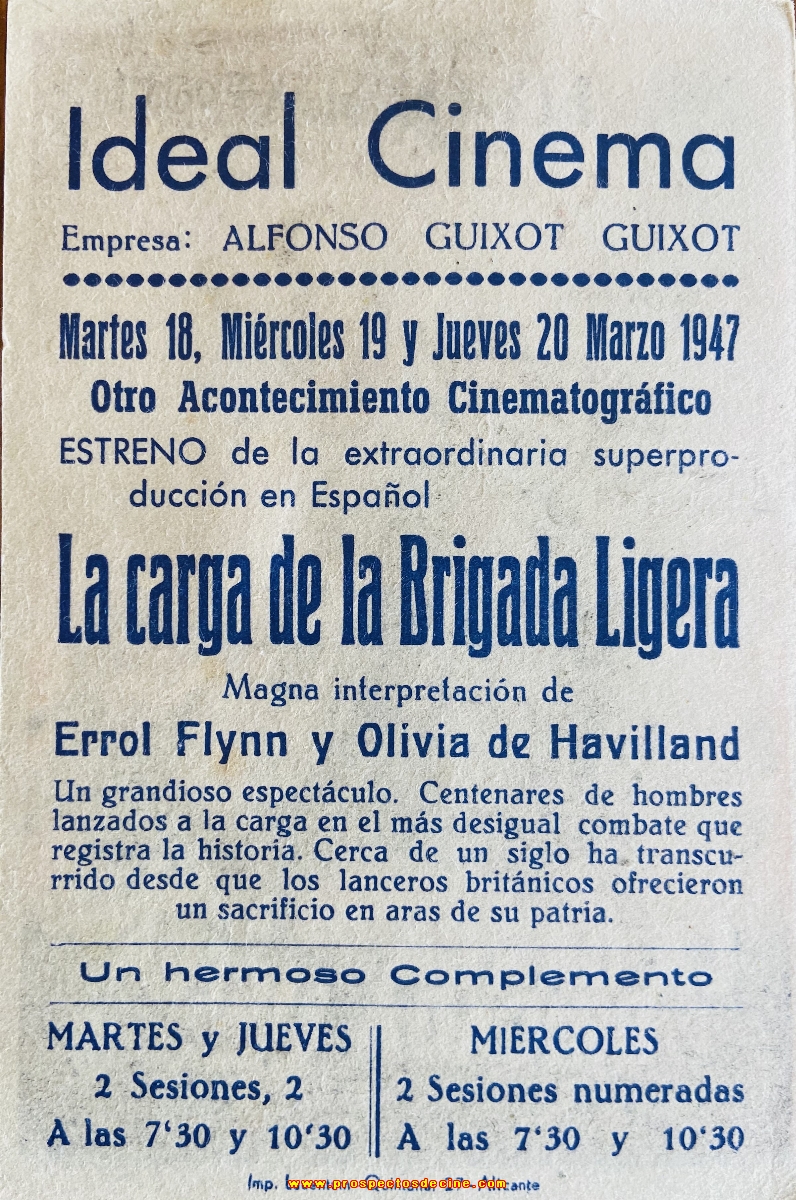 Ideal Cinema
Empresa: ALFONSO GUIXOT GUIXOT
Martes 18, Miércoles 19 y Jueves 20 Marzo 1947
Otro Acontecimiento Cinematográfico
ESTRENO de la extraordinaria superpro-
ducción en Español
La carga de la Brigada Ligera
Magna interpretación de
Errol Flynn y Olivia de Havilland
Un grandioso espectáculo. Centenares de hombres
lanzados a la carga en el más desigual combate que
registra la historia. Cerca de un siglo ha transcu-
rrido desde que los lanceros británicos ofrecieron
un sacrificio en aras de su patria.
Un hermoso Complemento
MARTES y JUEVES
2 Sesiones, 2
A las 7'30 y 10'30
MIERCOLES
2 Sesiones numeradas
A las 7'30 y 10'30
Imp. Alicante
www.prospectosdecine.com